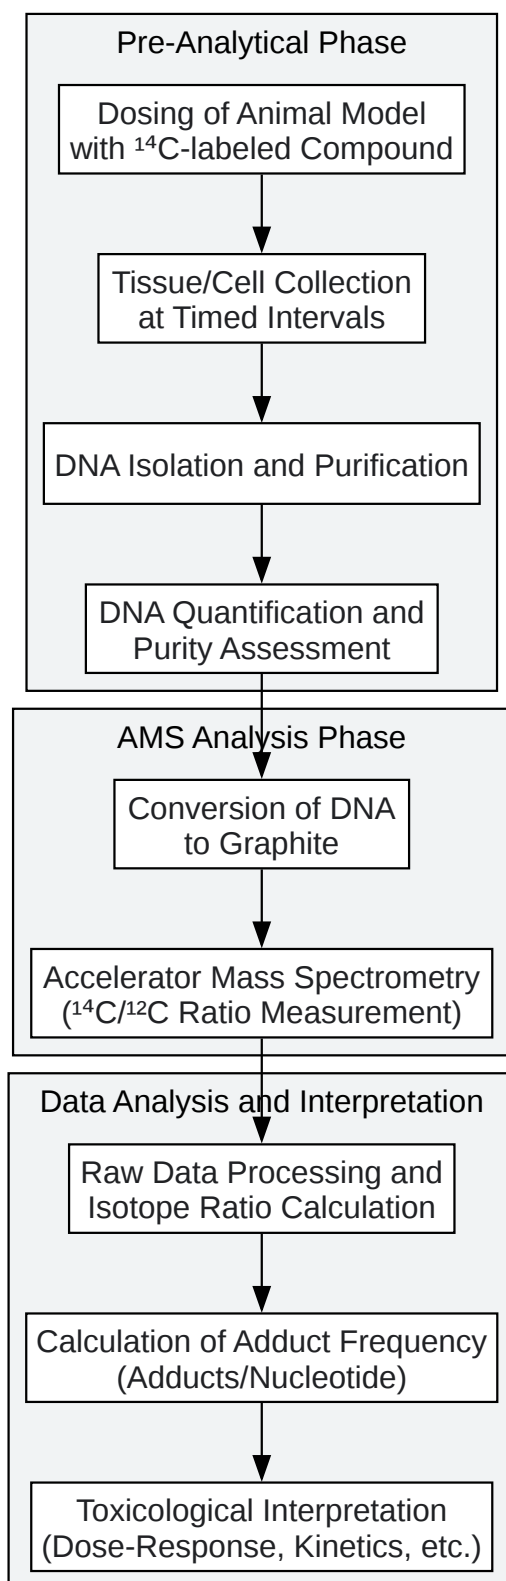 Pre-Analytical Phase
Dosing of Animal Model
with ¹⁴C-labeled Compound
Tissue/Cell Collection
at Timed Intervals
DNA Isolation and Purification
DNA Quantification and
Purity Assessment
AMS Analysis Phase
Conversion of DNA
to Graphite
Accelerator Mass Spectrometry
(¹⁴C/¹²C Ratio Measurement)
Data Analysis and Interpretation
Raw Data Processing and
Isotope Ratio Calculation
Calculation of Adduct Frequency
(Adducts/Nucleotide)
Toxicological Interpretation
(Dose-Response, Kinetics, etc.)